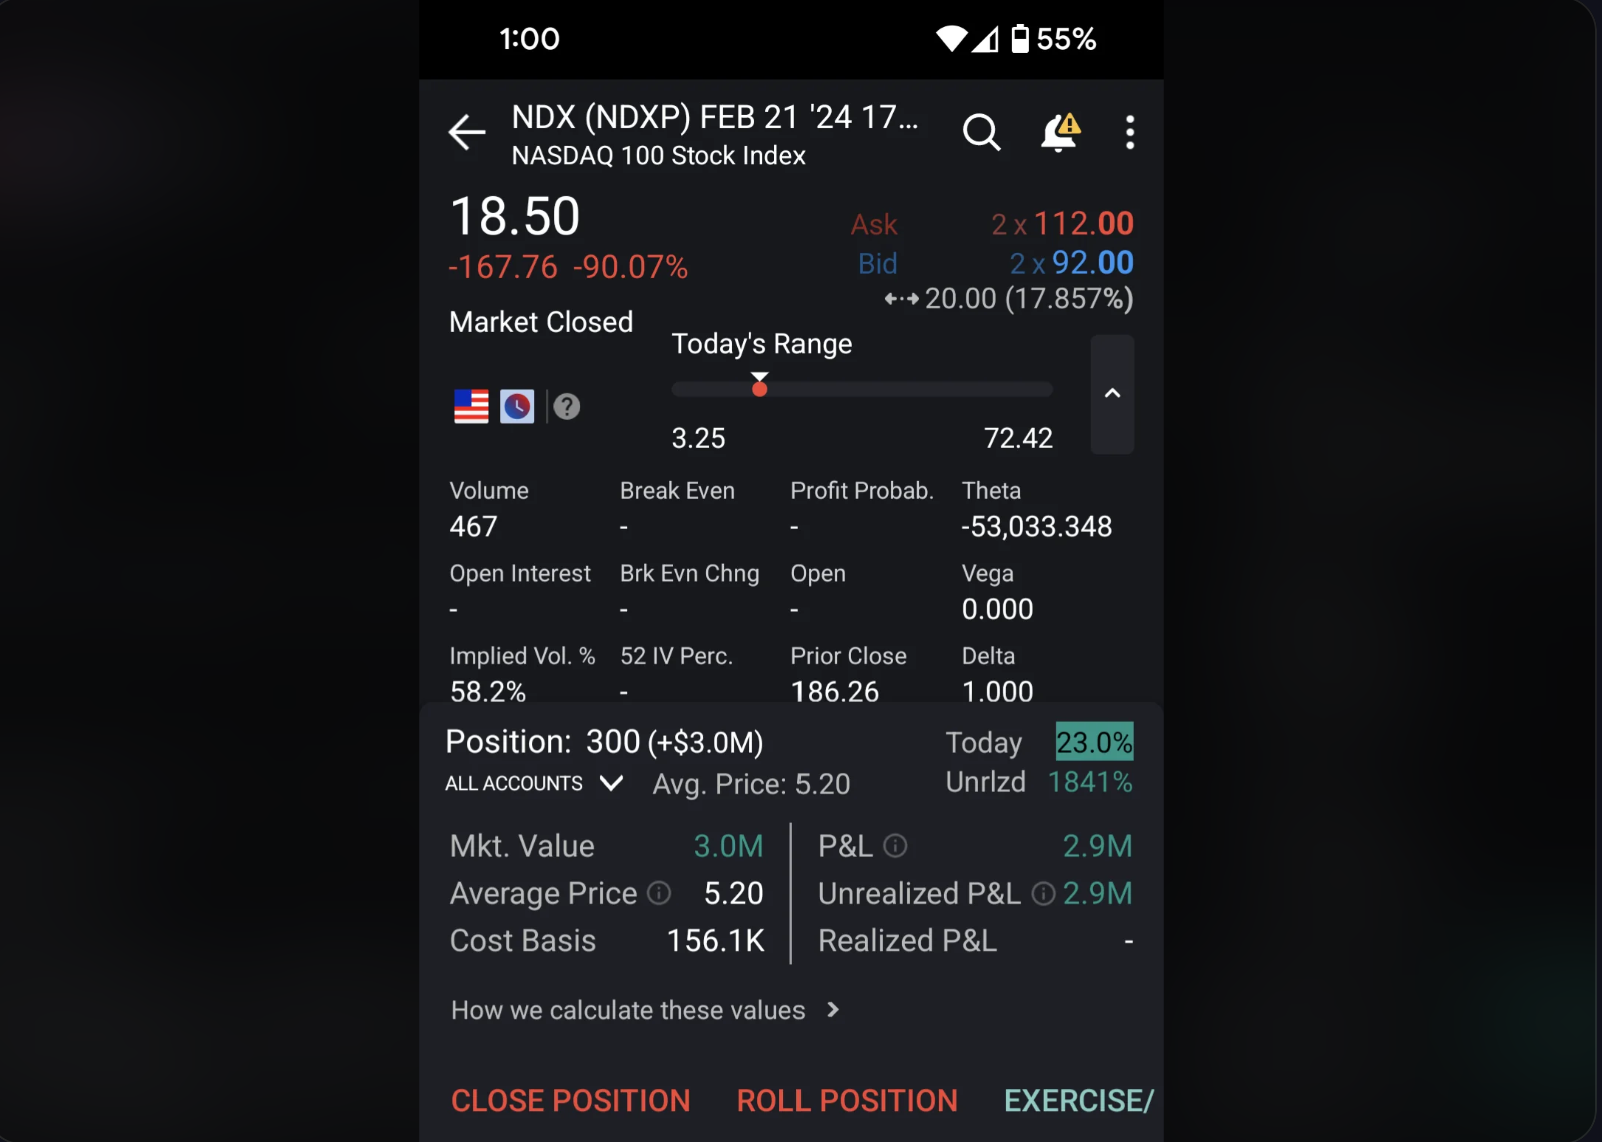 1:00 55%
NDX (NDXP) FEB 21 '24 17...
NASDAQ 100 Stock Index
18.50
Ask 2 x 112.00
-167.76 -90.07%
Bid 2 x 92.00
20.00 (17.857%)
Market Closed
Today's Range
3.25 72.42
Volume Break Even Profit Probab. Theta
467 - - -53,033.348
Open Interest Brk Evn Chng Open Vega
- - - 0.000
Implied Vol. % 52 IV Perc. Prior Close Delta
58.2% - 186.26 1.000
Position: 300 (+$3.0M) Today 23.0%
ALL ACCOUNTS Avg. Price: 5.20 Unrlzd 1841%
Mkt. Value 3.0M P&L 2.9M
Average Price 5.20 Unrealized P&L 2.9M
Cost Basis 156.1K Realized P&L -
How we calculate these values >
CLOSE POSITION ROLL POSITION EXERCISE/